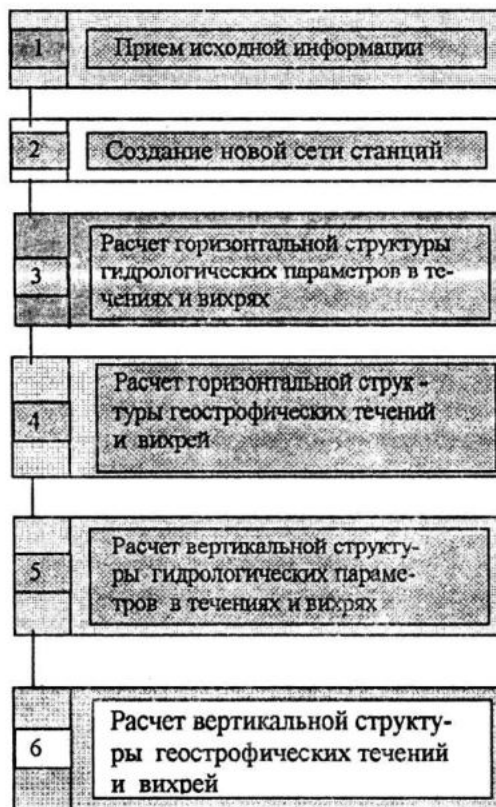 1 Прием исходной информации
2 Создание новой сети станций
Расчет горизонтальной структуры
3 гидрологических параметров в те-
чениях и вихрях
Расчет горизонтальной струк -
4 туры геострофических течений
и вихрей
Расчет вертикальной структу-
5 ры гидрологических параме-
тров в течениях и вихрях
Расчет вертикальной структу-
6 ры геострофических течений
и вихрей